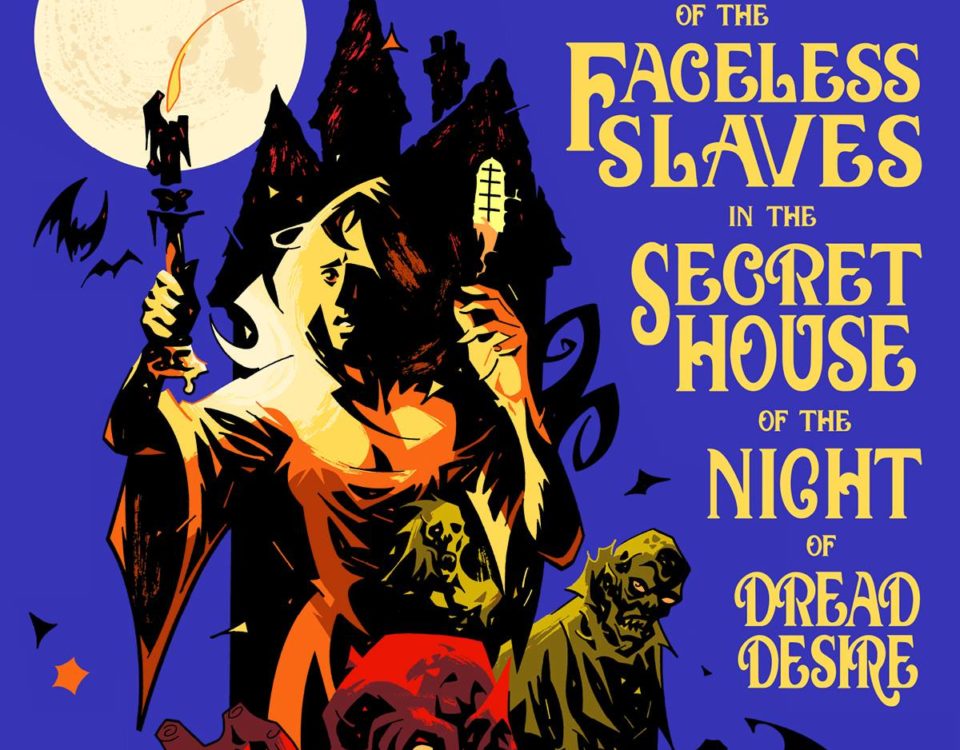 OF THE
FACELESS
SLAVES
IN THE
SECRET
HOUSE
OF THE
NIGHT
OF
DREAD
DESIRE